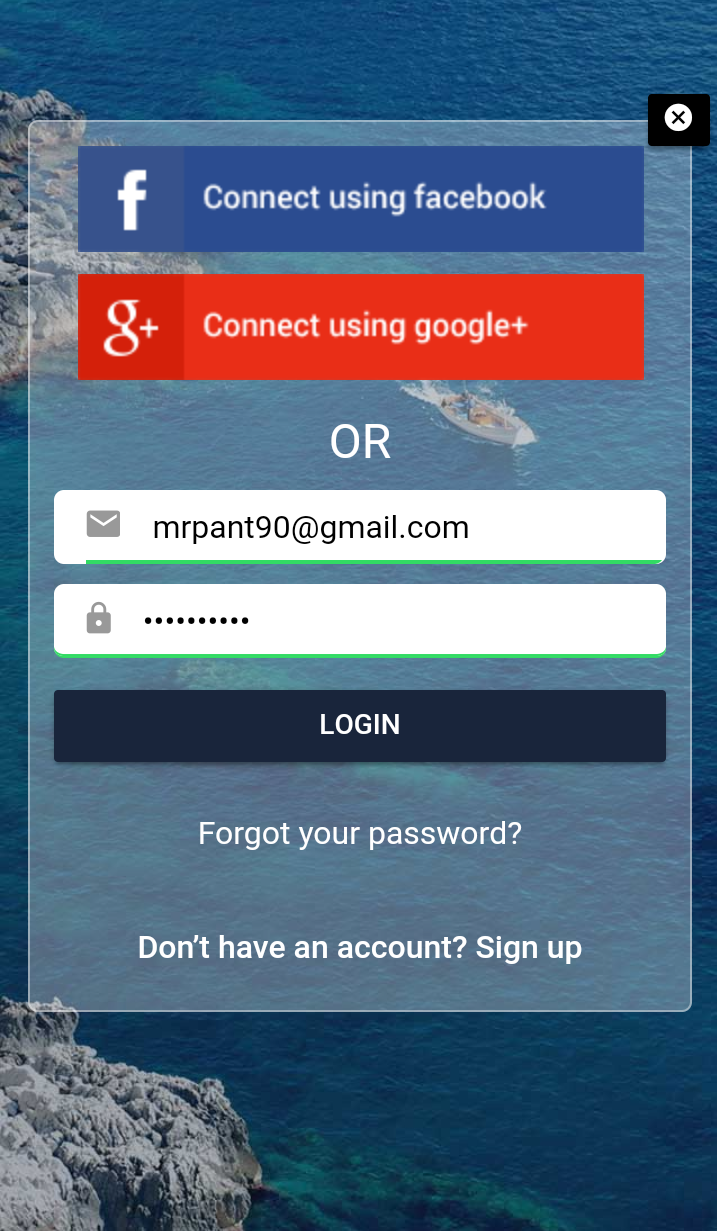 f Connect using facebook
g+ Connect using google+
OR
mrpant90@gmail.com
••••••••••
LOGIN
Forgot your password?
Don’t have an account? Sign up